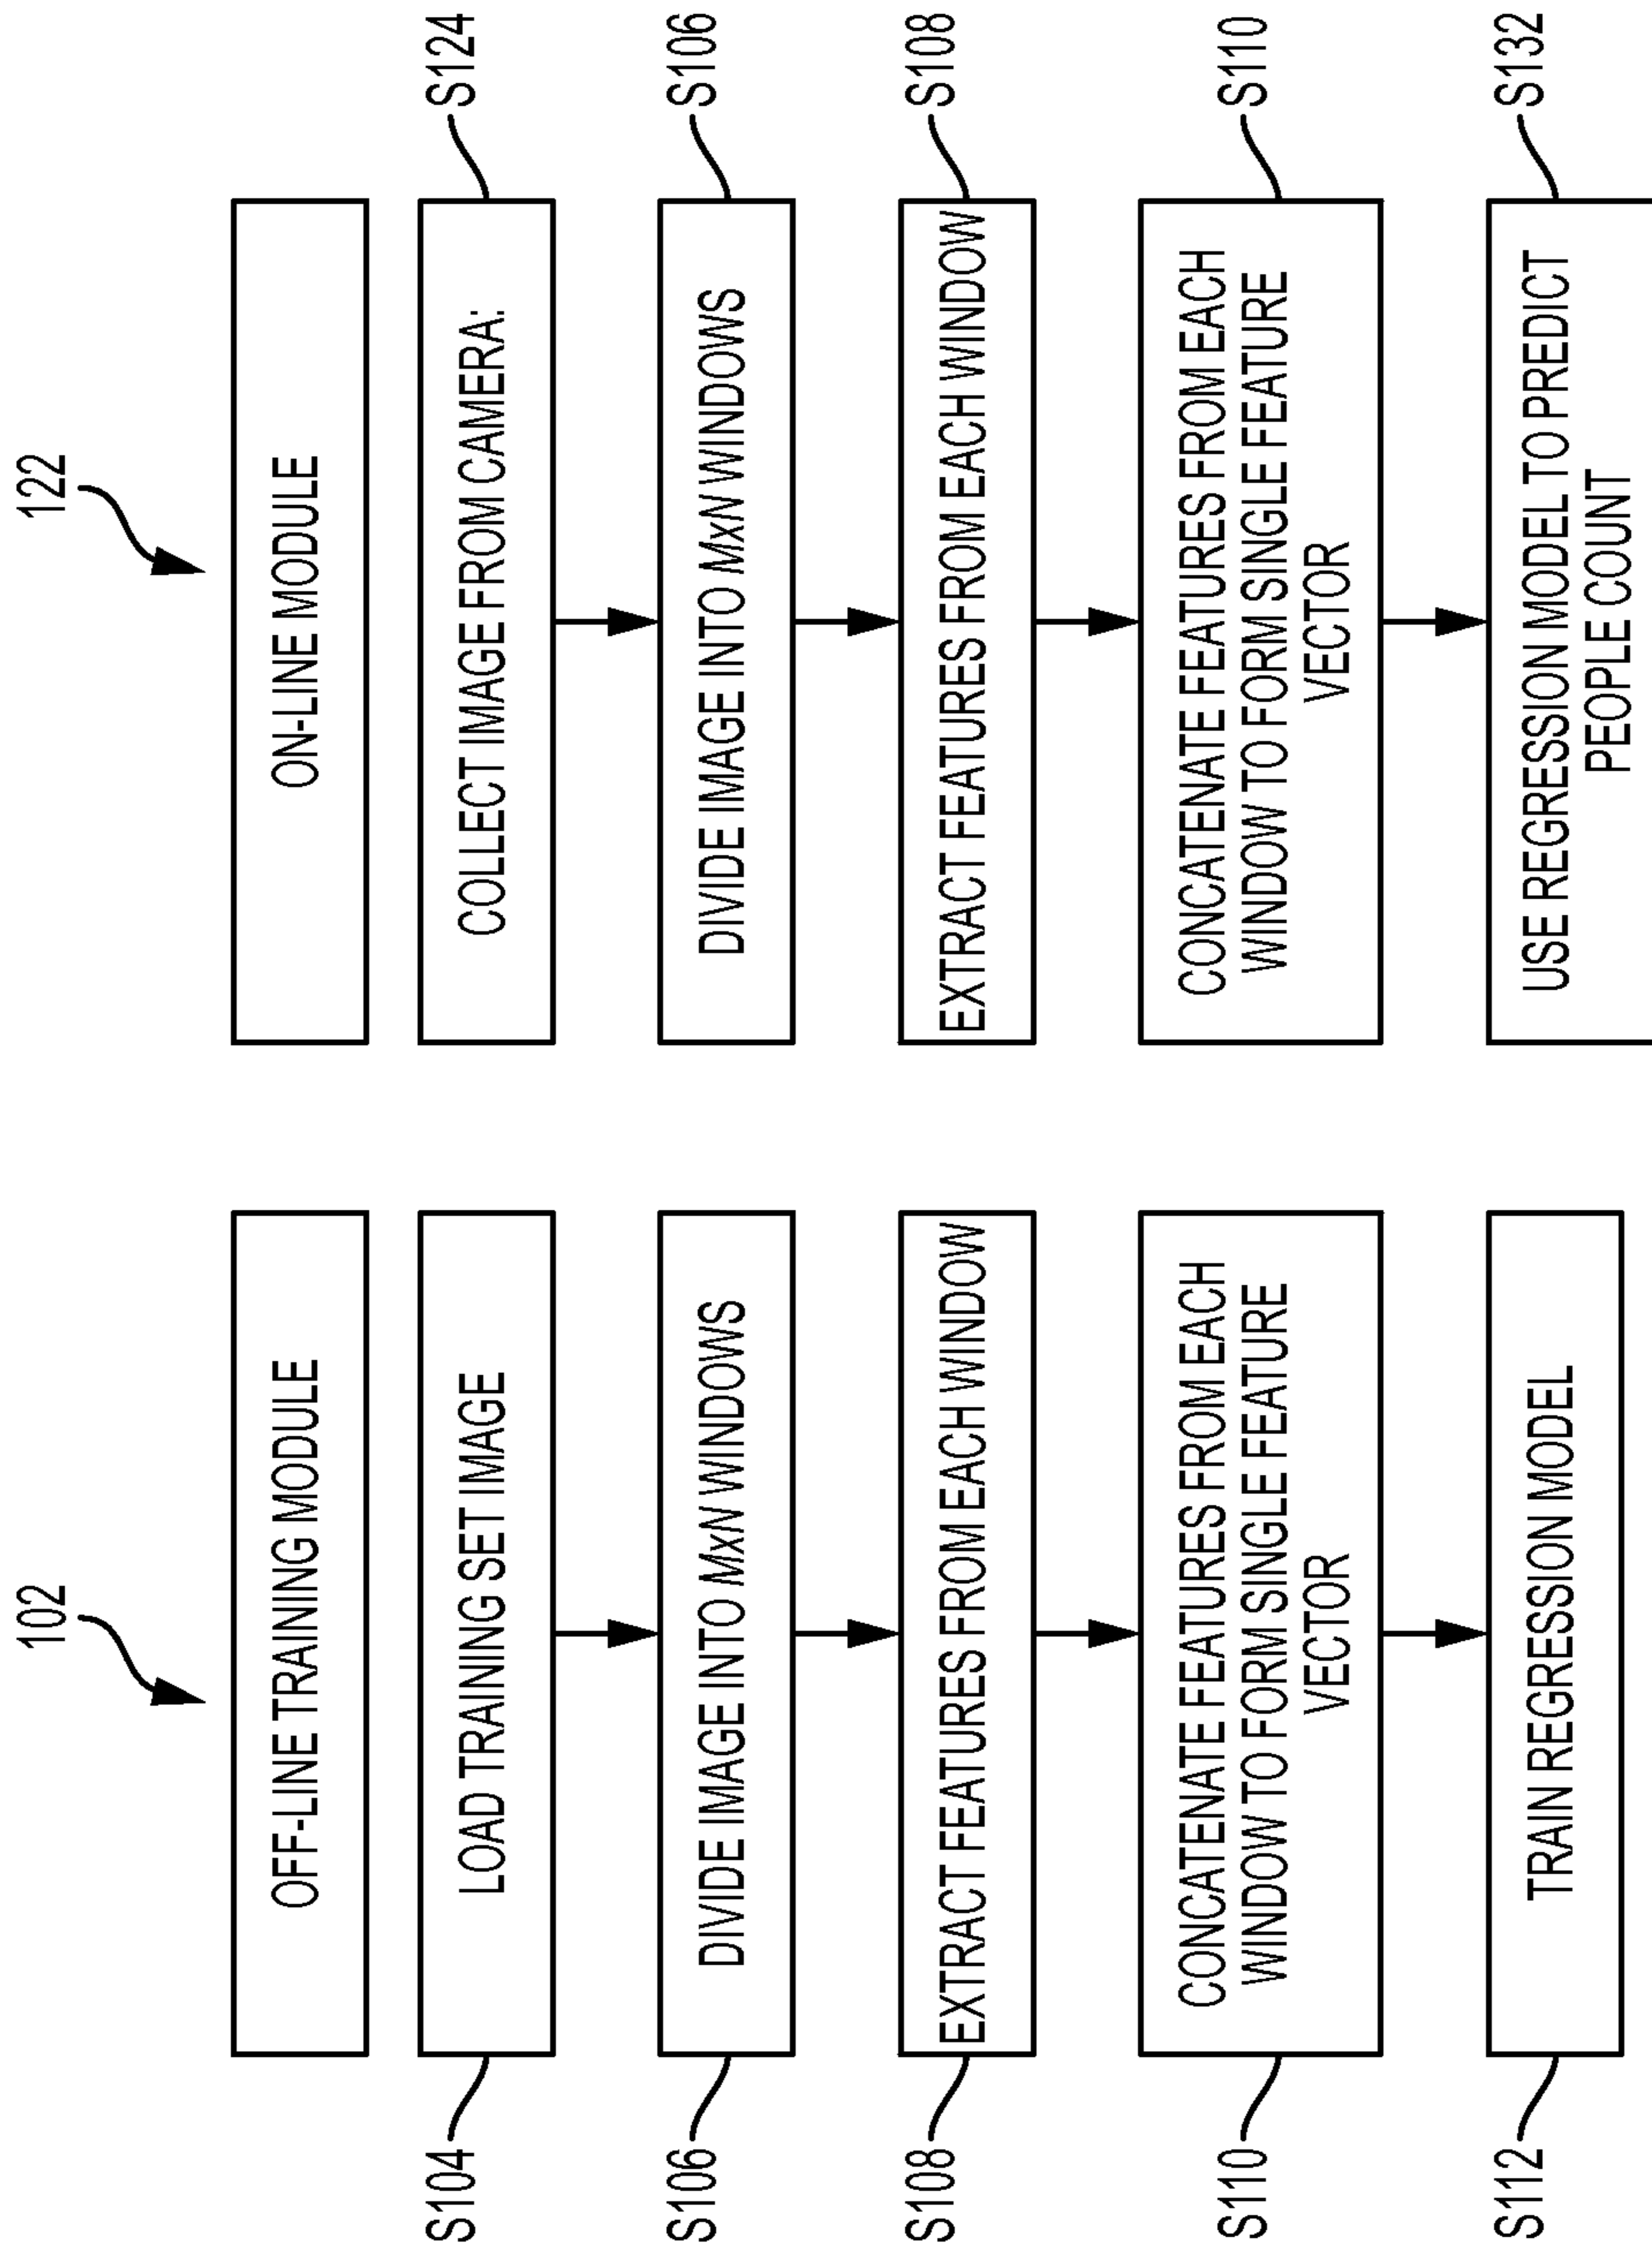 102
OFF-LINE TRAINING MODULE
S104
LOAD TRAINING SET IMAGE
S106
DIVIDE IMAGE INTO MxN WINDOWS
S108
EXTRACT FEATURES FROM EACH WINDOW
S110
CONCATENATE FEATURES FROM EACH
WINDOW TO FORM SINGLE FEATURE
VECTOR
S112
TRAIN REGRESSION MODEL
122
ON-LINE MODULE
COLLECT IMAGE FROM CAMERA:
S124
DIVIDE IMAGE INTO MxN WINDOWS
S106
EXTRACT FEATURES FROM EACH WINDOW
S108
CONCATENATE FEATURES FROM EACH
WINDOW TO FORM SINGLE FEATURE
VECTOR
S110
USE REGRESSION MODEL TO PREDICT
PEOPLE COUNT
S132